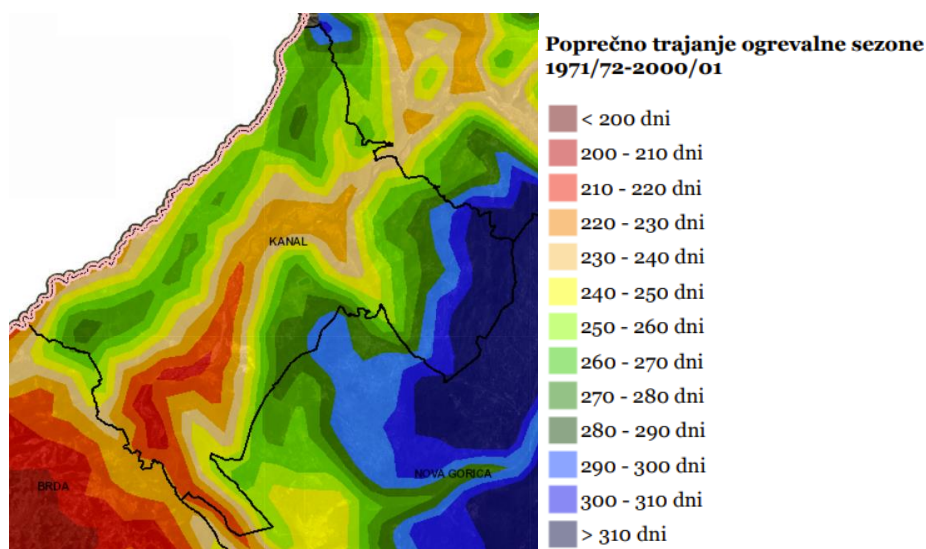 Poprečno trajanje ogrevalne sezone
1971/72-2000/01
< 200 dni
200 - 210 dni
210 - 220 dni
220 - 230 dni
230 - 240 dni
240 - 250 dni
250 - 260 dni
260 - 270 dni
270 - 280 dni
280 - 290 dni
290 - 300 dni
300 - 310 dni
> 310 dni
KANAL
NOVA GORICA
BRDA